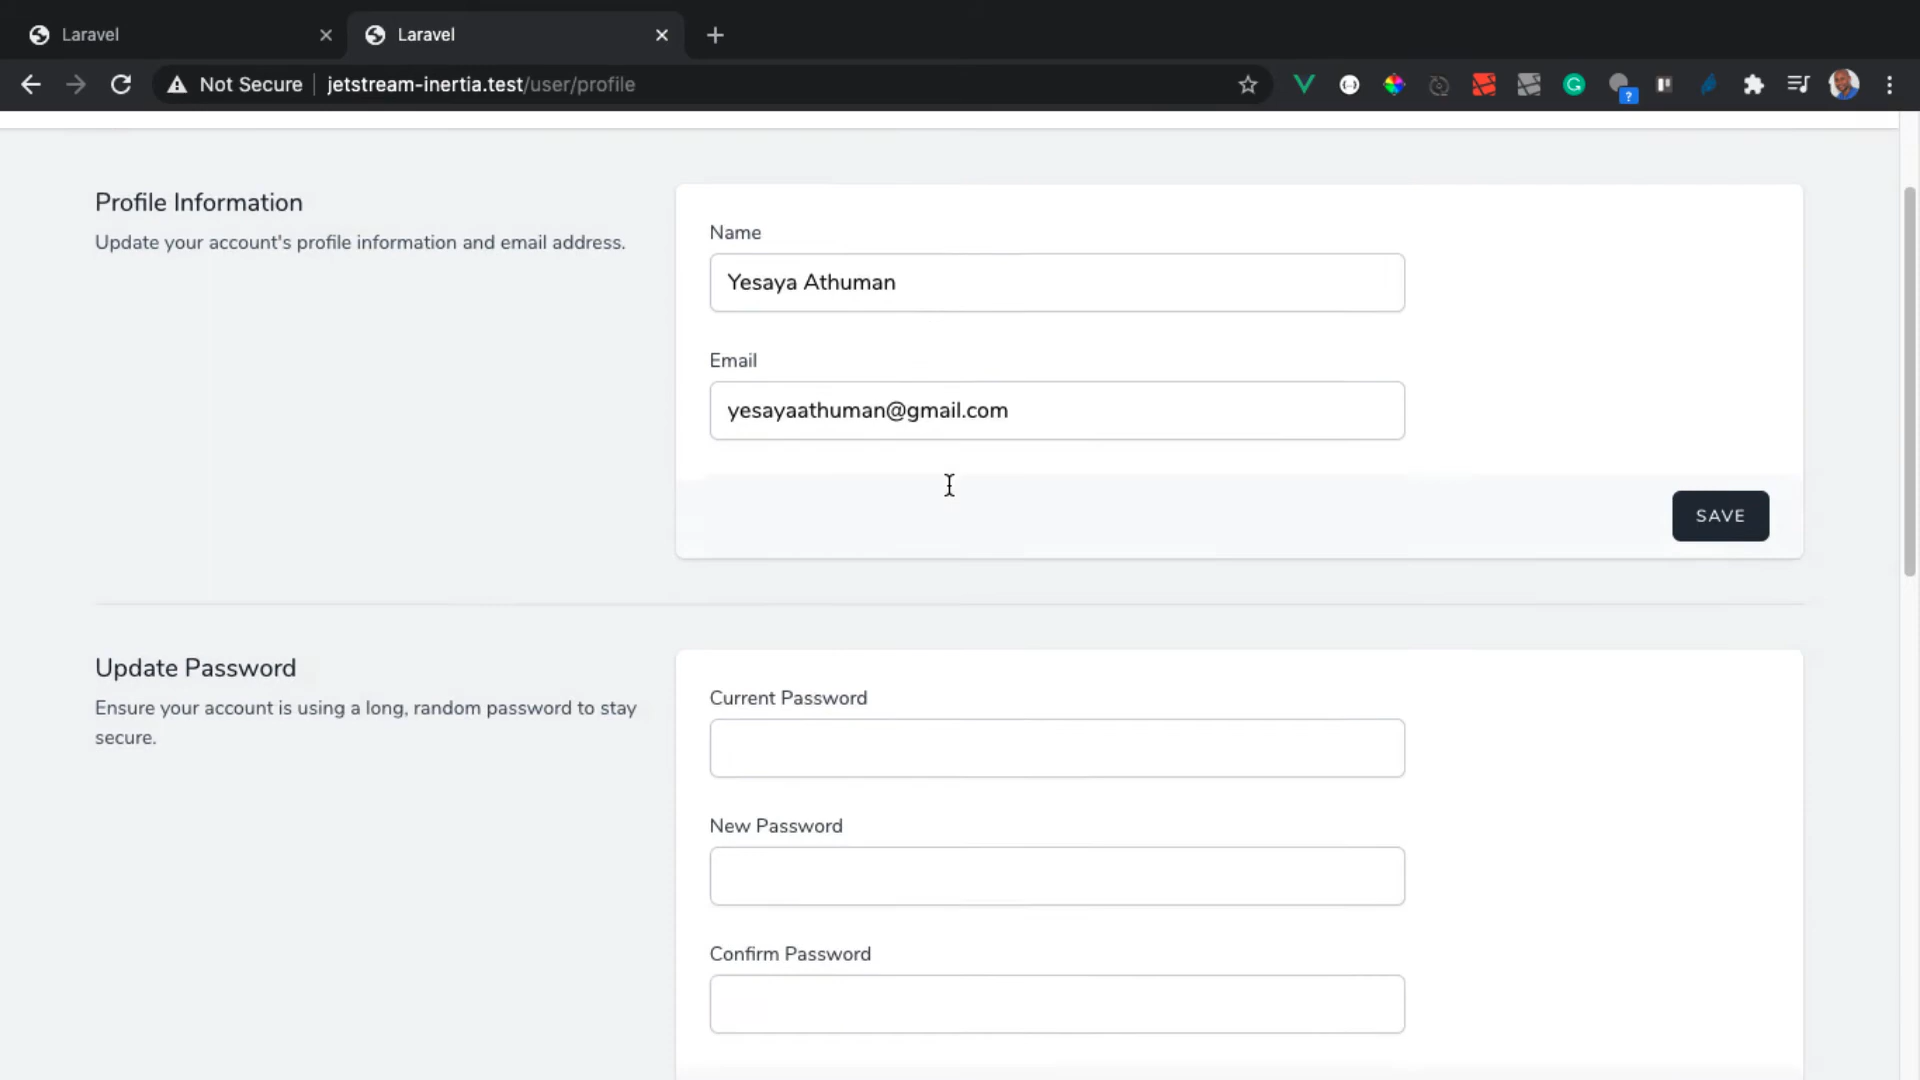 Laravel
Laravel
Not Secure
jetstream-inertia.test/user/profile
Profile Information
Update your account's profile information and email address.
Name
Yesaya Athuman
Email
yesayaathuman@gmail.com
SAVE
Update Password
Ensure your account is using a long, random password to stay
secure.
Current Password
New Password
Confirm Password